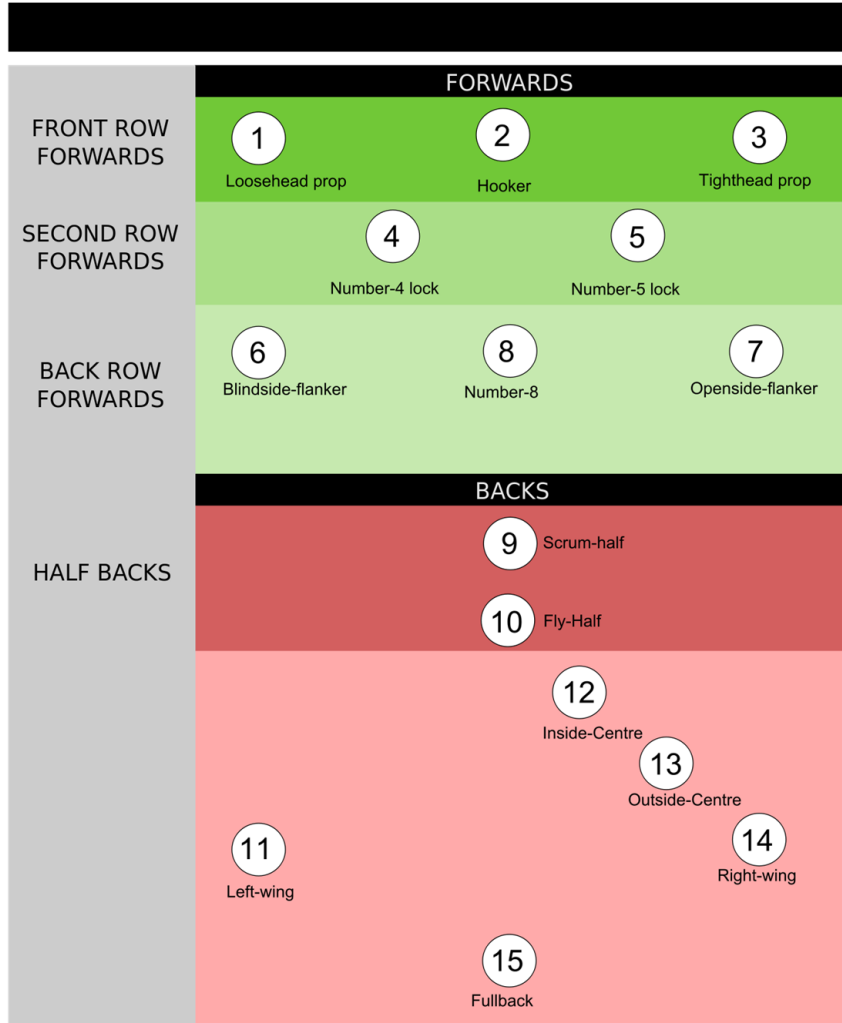 FORWARDS
FRONT ROW
FORWARDS
1
2
3
Loosehead prop
Hooker
Tighthead prop
SECOND ROW
FORWARDS
4
5
Number-4 lock
Number-5 lock
BACK ROW
FORWARDS
6
8
7
Blindside-flanker
Number-8
Openside-flanker
BACKS
HALF BACKS
9 Scrum-half
10 Fly-Half
12
Inside-Centre
13
Outside-Centre
11
14
Left-wing
Right-wing
15
Fullback